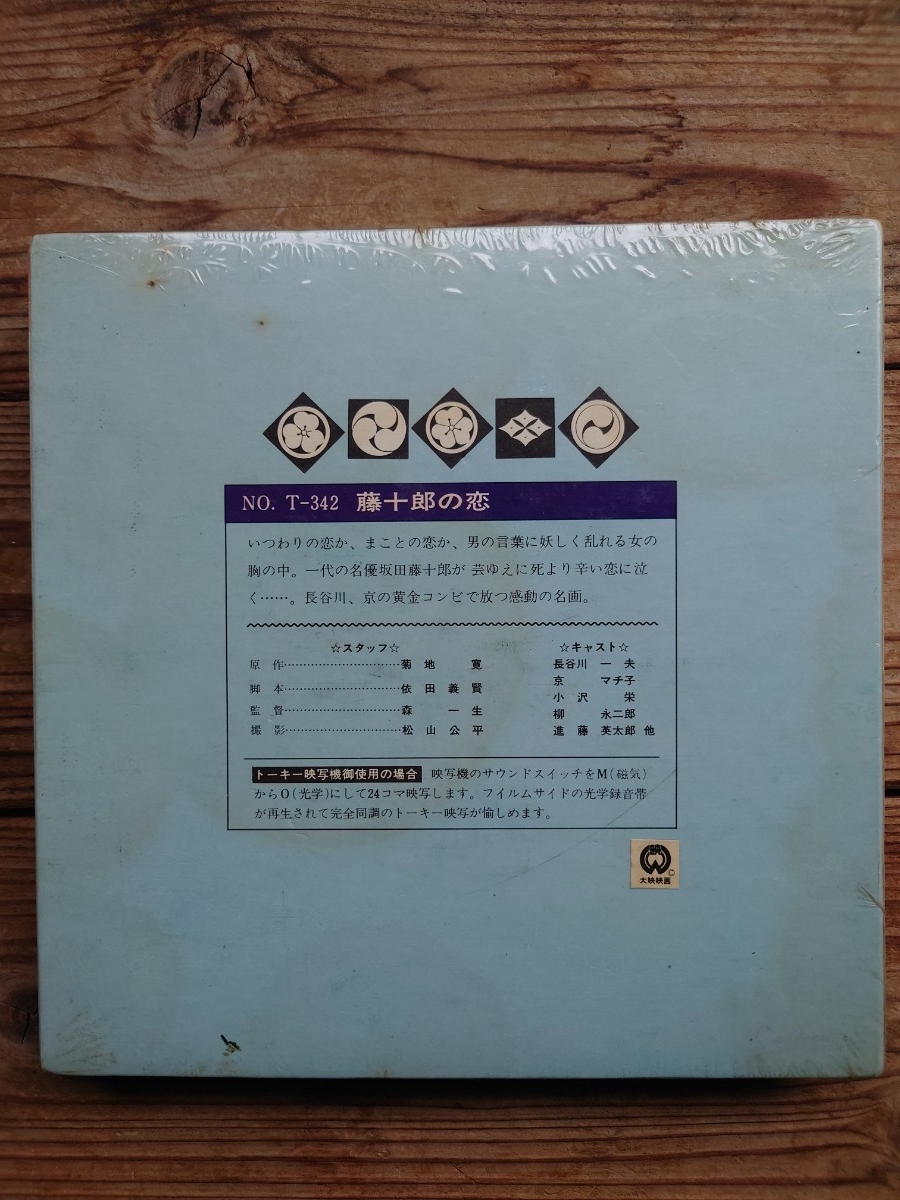 NO. T-342 藤十郎の恋
いつわりの恋か、まことの恋か、男の言葉に妖しく乱れる女の
胸の中。一代の名優坂田藤十郎が 芸ゆえに死より辛い恋に泣
く……。長谷川、京の黄金コンビで放つ感動の名画。
☆スタッフ☆
原 作…………………………菊 地 寛
脚 本…………………………依 田 義 賢
監 督…………………………森 一 生
撮 影…………………………松 山 公 平
☆キャスト☆
長谷川 一 夫
京 マチ子
小 沢 栄
柳 永二郎
進 藤 英太郎 他
トーキー映写機御使用の場合 映写機のサウンドスイッチをM(磁気)
からO(光学)にして24コマ映写します。フイルムサイドの光学録音帯
が再生されて完全同調のトーキー映写が愉しめます。
映
©
大映映画